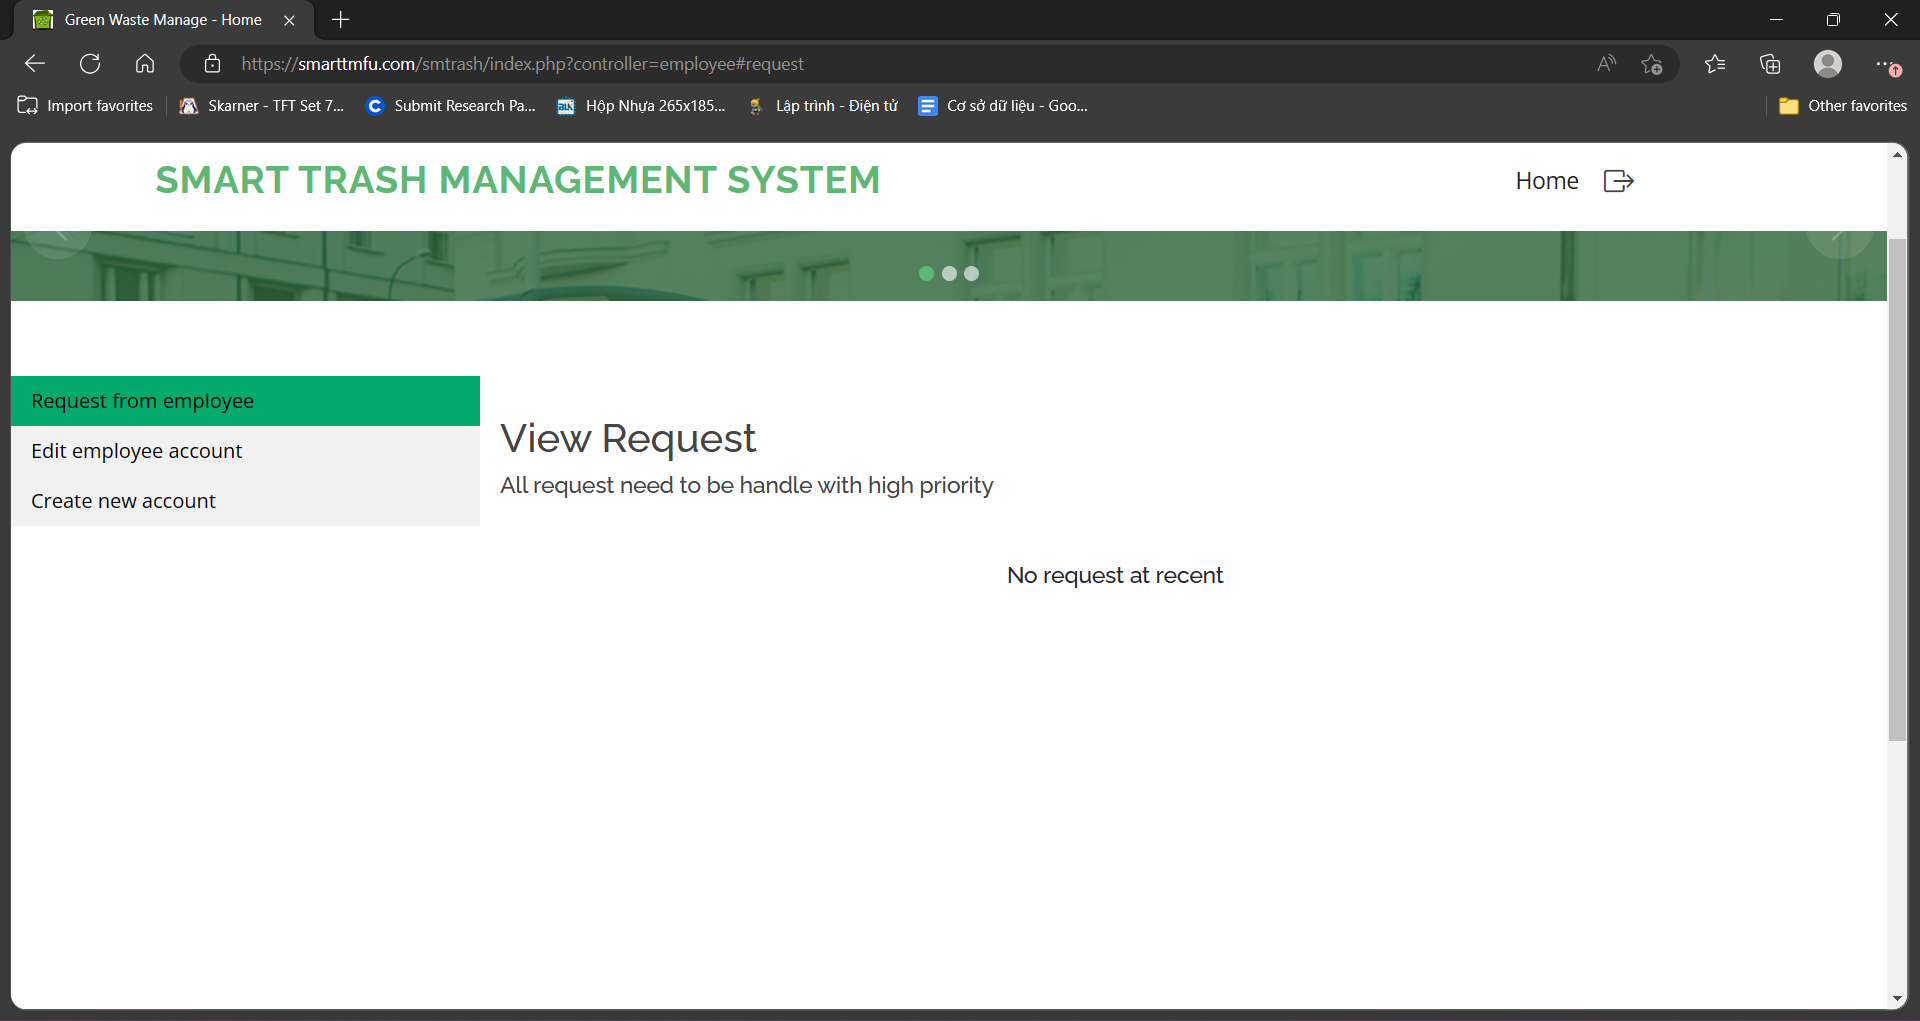 Green Waste Manage - Home
https://smarttmfu.com/smtrash/index.php?controller=employee#request
Import favorites
Skarner - TFT Set 7...
Submit Research Pa...
Hộp Nhựa 265x185...
Lập trình - Điện tử
Cơ sở dữ liệu - Goo...
Other favorites
SMART TRASH MANAGEMENT SYSTEM
Home
Request from employee
Edit employee account
Create new account
View Request
All request need to be handle with high priority
No request at recent